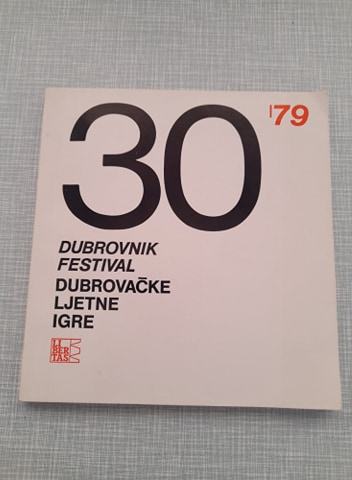 30 '79
DUBROVNIK
FESTIVAL
DUBROVAČKE
LJETNE
IGRE
LI
BER
TAS